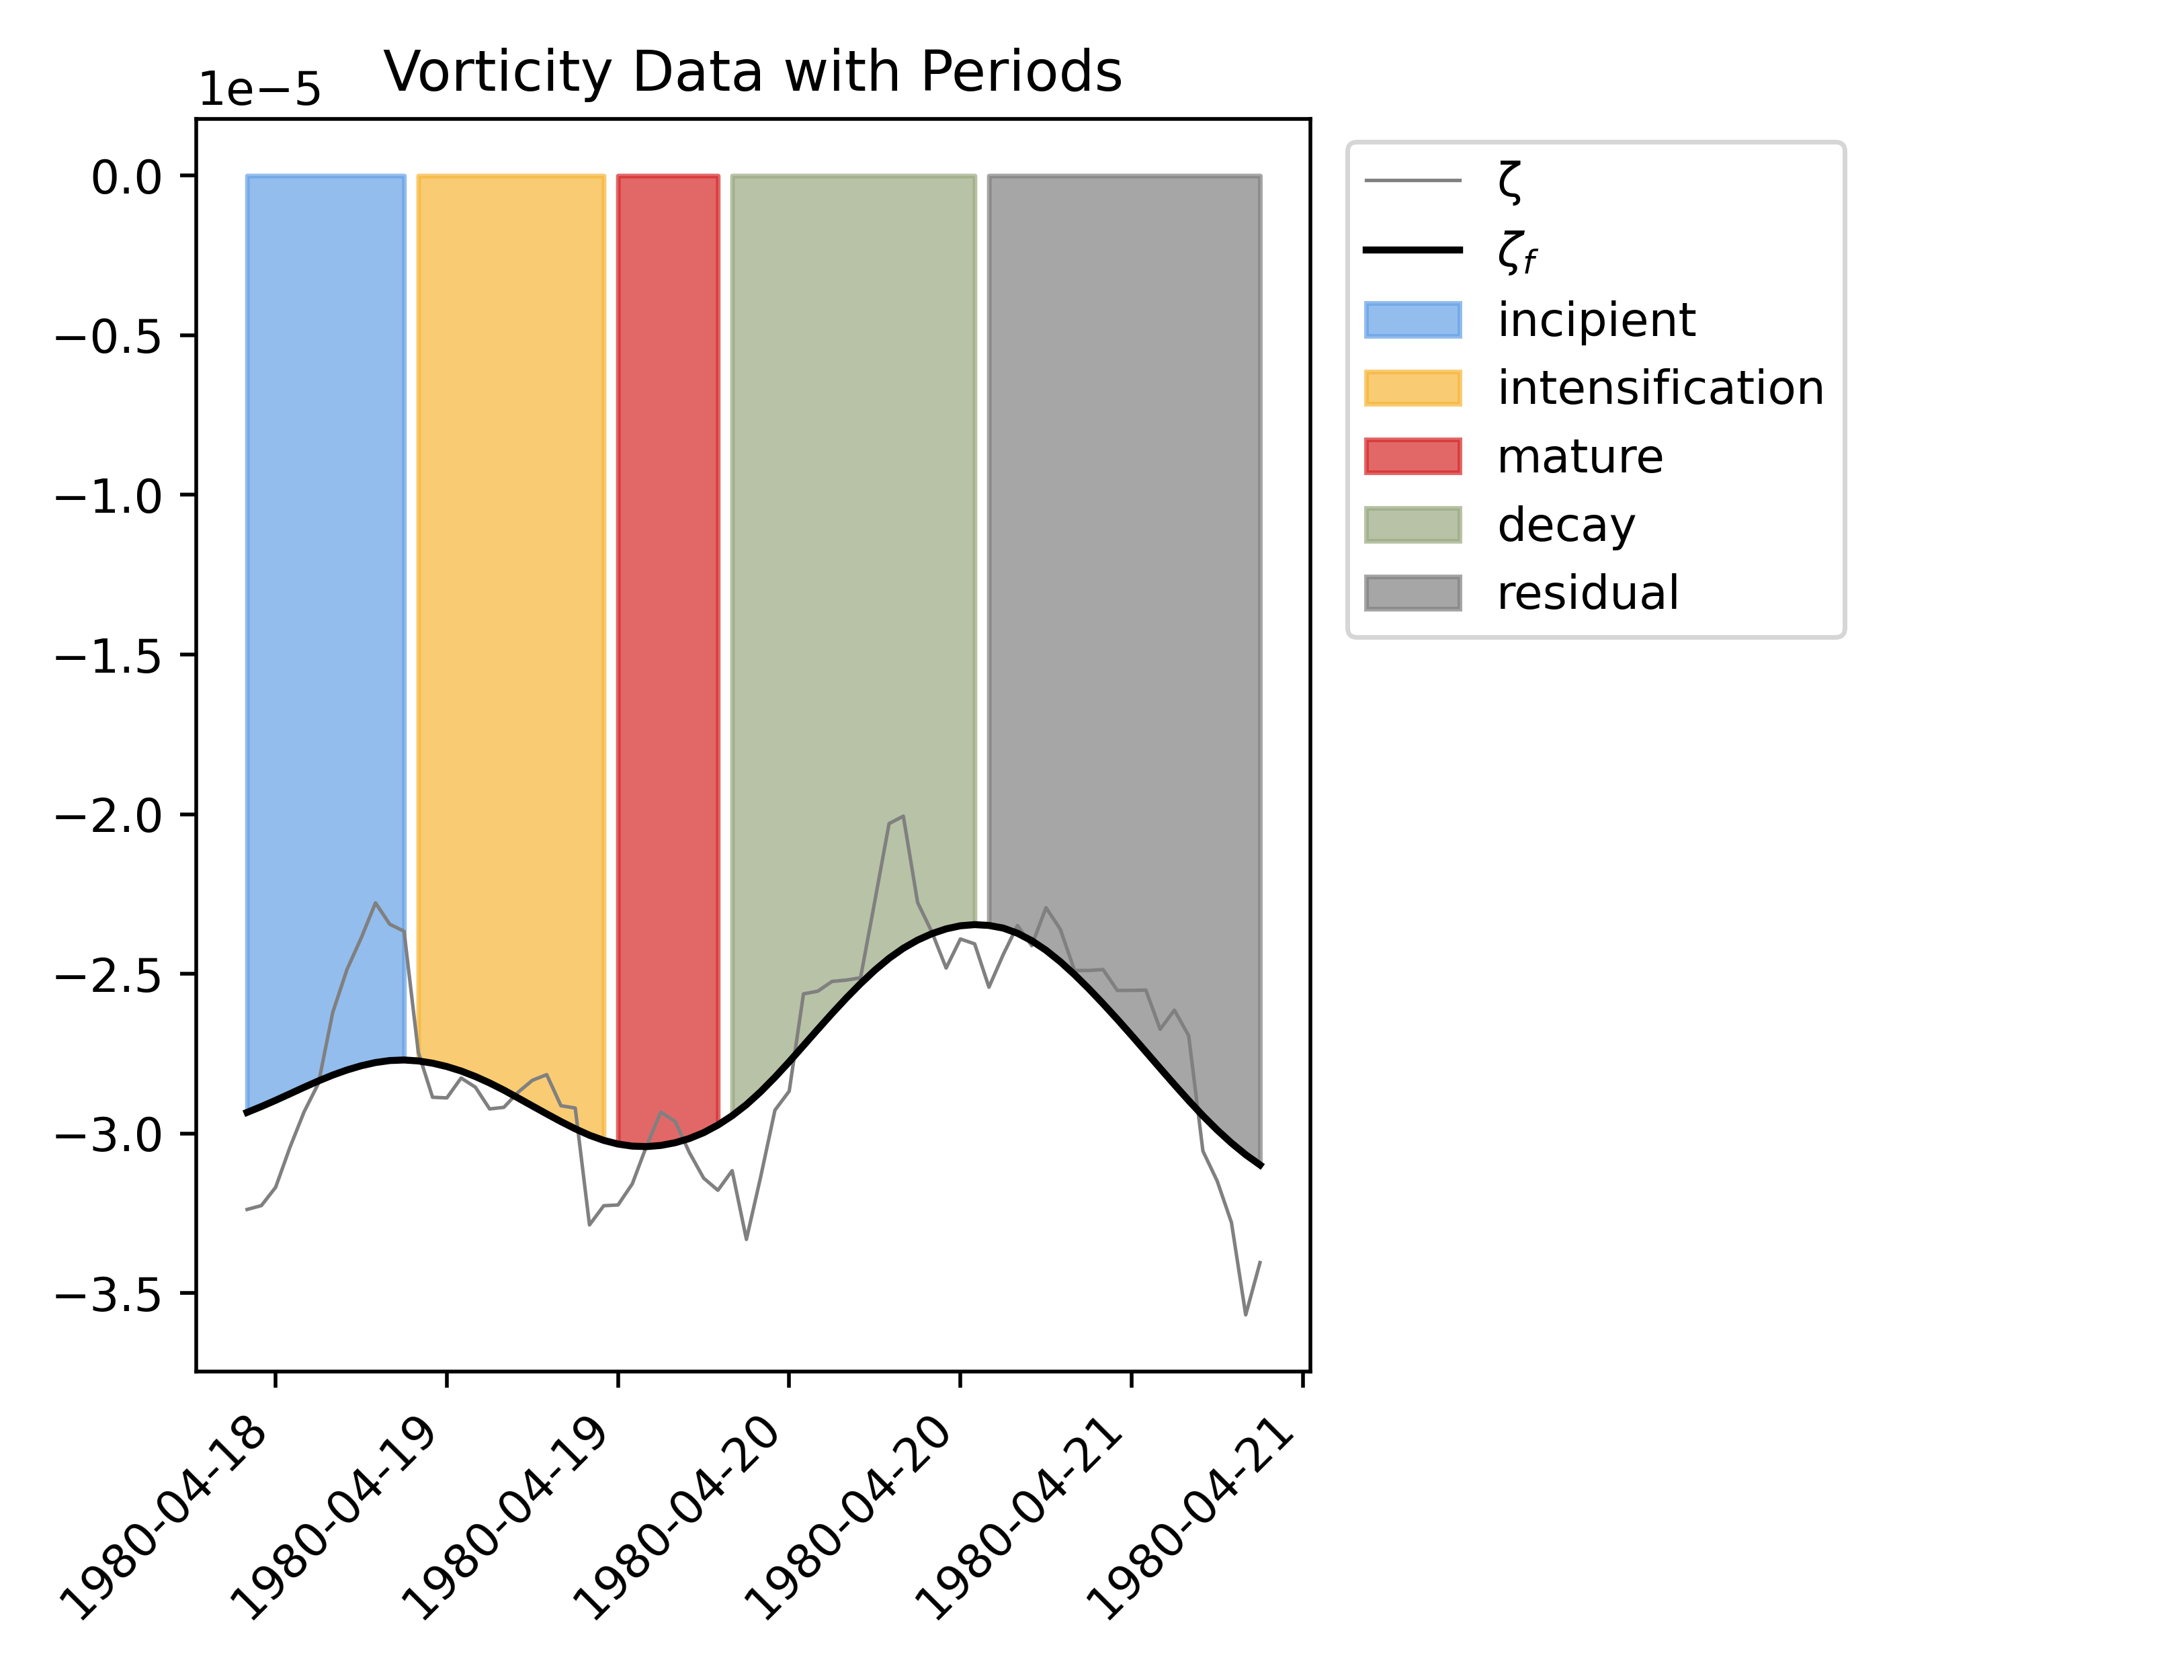 Vorticity Data with Periods
1e−5
0.0
−0.5
−1.0
−1.5
−2.0
−2.5
−3.0
−3.5
1980-04-18
1980-04-19
1980-04-19
1980-04-20
1980-04-20
1980-04-21
1980-04-21
ζ
ζf
incipient
intensification
mature
decay
residual